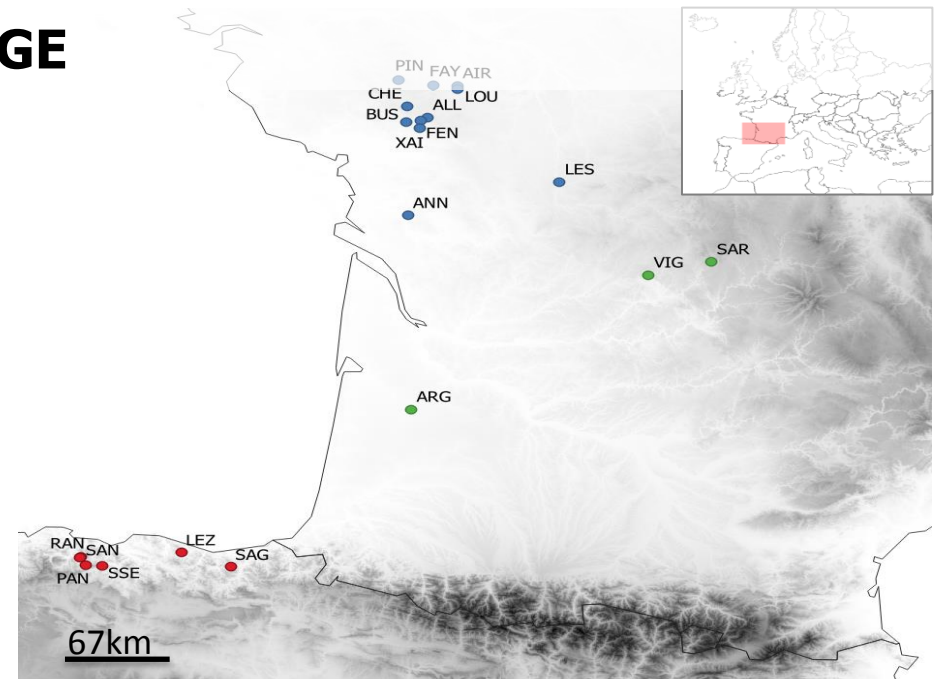 GE
PIN
FAY AIR
CHE
LOU
ALL
BUS
FEN
XAI
LES
ANN
SAR
VIG
ARG
LEZ
RAN
SAN
SAG
SSE
PAN
67km